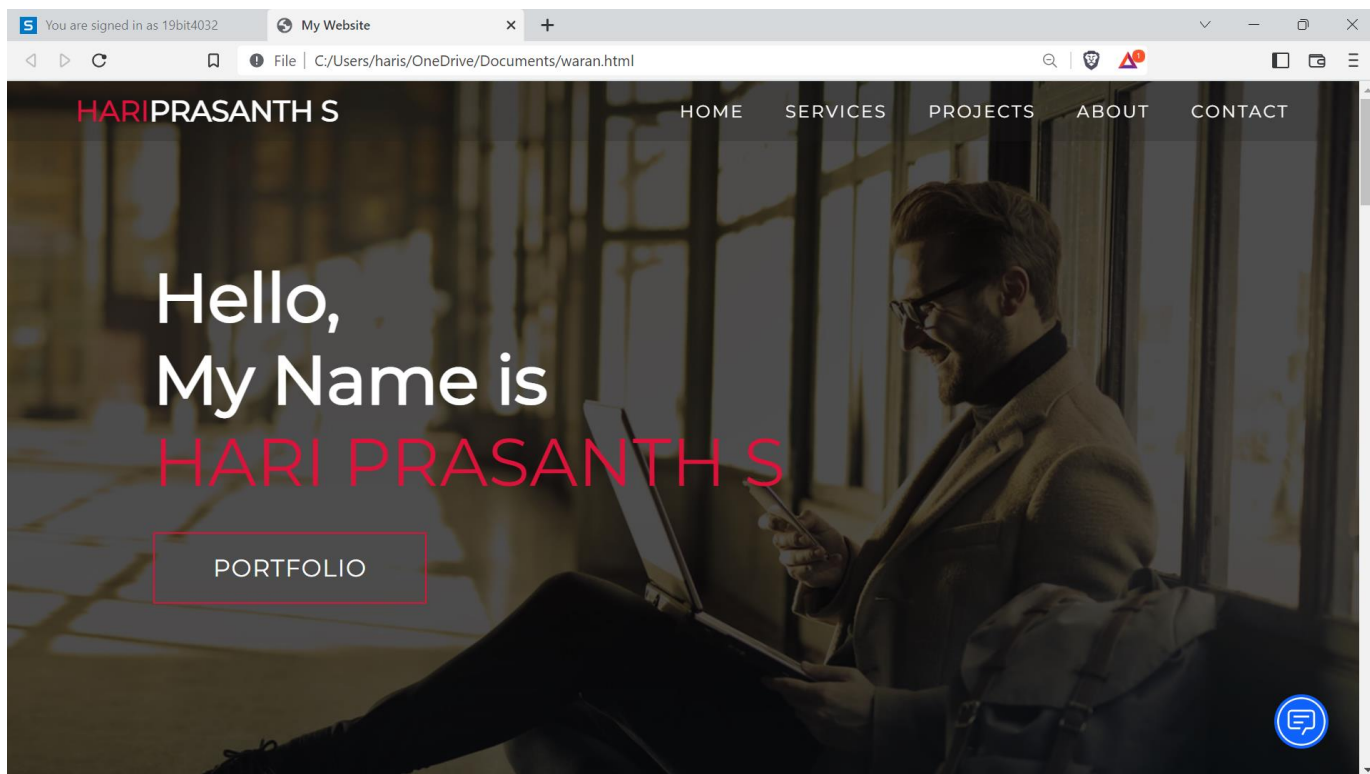 You are signed in as 19bit4032
My Website
File | C:/Users/haris/OneDrive/Documents/waran.html
1
HARIPRASANTH S
HOME SERVICES PROJECTS ABOUT CONTACT
Hello,
My Name is
HARI PRASANTH S
PORTFOLIO